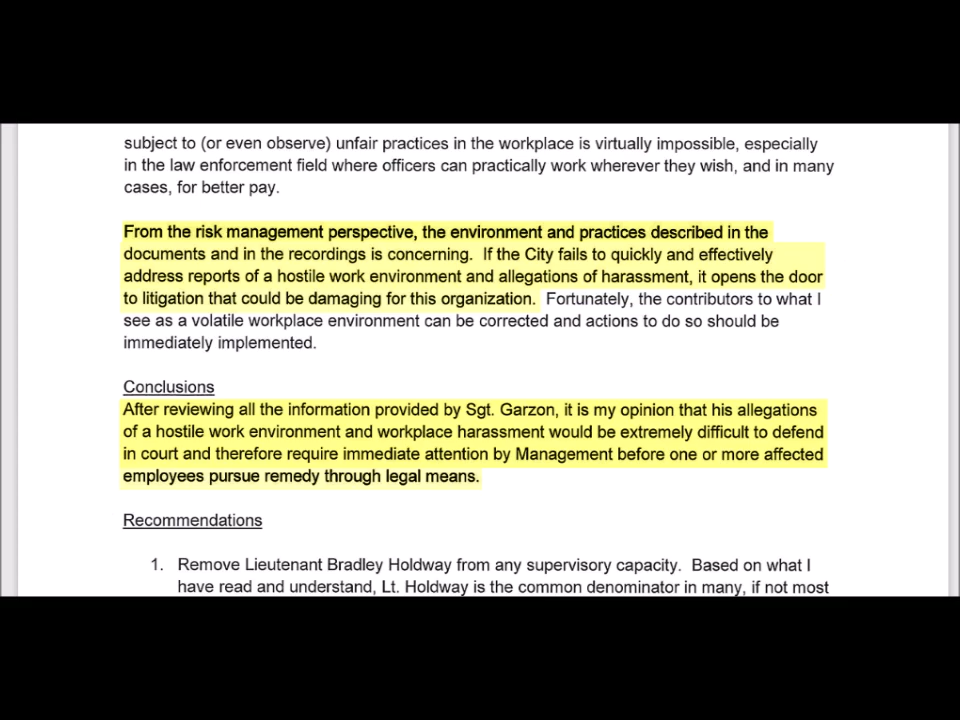 subject to (or even observe) unfair practices in the workplace is virtually impossible, especially
in the law enforcement field where officers can practically work wherever they wish, and in many
cases, for better pay.
From the risk management perspective, the environment and practices described in the
documents and in the recordings is concerning. If the City fails to quickly and effectively
address reports of a hostile work environment and allegations of harassment, it opens the door
to litigation that could be damaging for this organization. Fortunately, the contributors to what I
see as a volatile workplace environment can be corrected and actions to do so should be
immediately implemented.
Conclusions
After reviewing all the information provided by Sgt. Garzon, it is my opinion that his allegations
of a hostile work environment and workplace harassment would be extremely difficult to defend
in court and therefore require immediate attention by Management before one or more affected
employees pursue remedy through legal means.
Recommendations
1. Remove Lieutenant Bradley Holdway from any supervisory capacity. Based on what I
have read and understand, Lt. Holdway is the common denominator in many, if not most